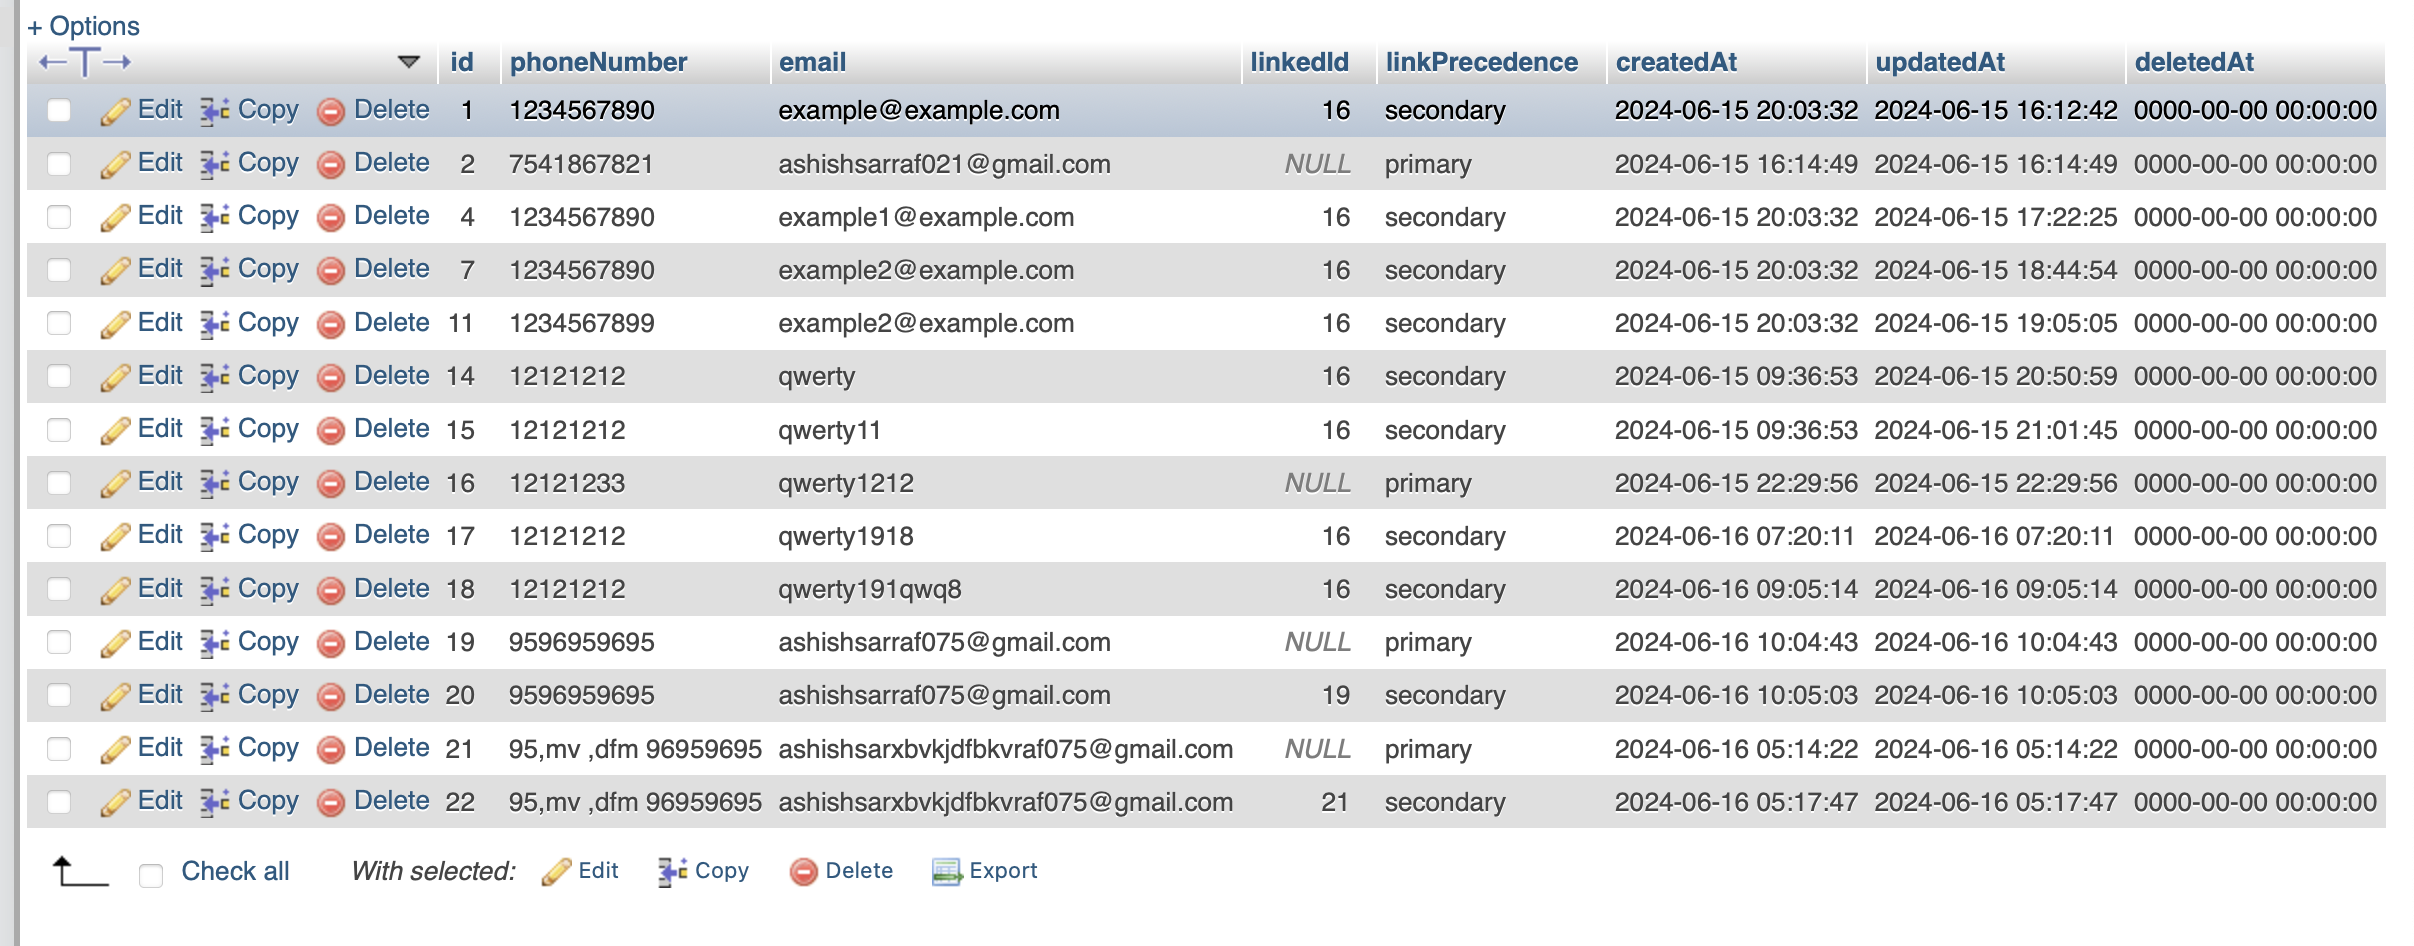 + Options
←T→ id phoneNumber email linkedId linkPrecedence createdAt updatedAt deletedAt
Edit Copy Delete 1 1234567890 example@example.com 16 secondary 2024-06-15 20:03:32 2024-06-15 16:12:42 0000-00-00 00:00:00
Edit Copy Delete 2 7541867821 ashishsarraf021@gmail.com NULL primary 2024-06-15 16:14:49 2024-06-15 16:14:49 0000-00-00 00:00:00
Edit Copy Delete 4 1234567890 example1@example.com 16 secondary 2024-06-15 20:03:32 2024-06-15 17:22:25 0000-00-00 00:00:00
Edit Copy Delete 7 1234567890 example2@example.com 16 secondary 2024-06-15 20:03:32 2024-06-15 18:44:54 0000-00-00 00:00:00
Edit Copy Delete 11 1234567899 example2@example.com 16 secondary 2024-06-15 20:03:32 2024-06-15 19:05:05 0000-00-00 00:00:00
Edit Copy Delete 14 12121212 qwerty 16 secondary 2024-06-15 09:36:53 2024-06-15 20:50:59 0000-00-00 00:00:00
Edit Copy Delete 15 12121212 qwerty11 16 secondary 2024-06-15 09:36:53 2024-06-15 21:01:45 0000-00-00 00:00:00
Edit Copy Delete 16 12121233 qwerty1212 NULL primary 2024-06-15 22:29:56 2024-06-15 22:29:56 0000-00-00 00:00:00
Edit Copy Delete 17 12121212 qwerty1918 16 secondary 2024-06-16 07:20:11 2024-06-16 07:20:11 0000-00-00 00:00:00
Edit Copy Delete 18 12121212 qwerty191qwq8 16 secondary 2024-06-16 09:05:14 2024-06-16 09:05:14 0000-00-00 00:00:00
Edit Copy Delete 19 9596959695 ashishsarraf075@gmail.com NULL primary 2024-06-16 10:04:43 2024-06-16 10:04:43 0000-00-00 00:00:00
Edit Copy Delete 20 9596959695 ashishsarraf075@gmail.com 19 secondary 2024-06-16 10:05:03 2024-06-16 10:05:03 0000-00-00 00:00:00
Edit Copy Delete 21 95,mv ,dfm 96959695 ashishsarxbvkjdfbkvraf075@gmail.com NULL primary 2024-06-16 05:14:22 2024-06-16 05:14:22 0000-00-00 00:00:00
Edit Copy Delete 22 95,mv ,dfm 96959695 ashishsarxbvkjdfbkvraf075@gmail.com 21 secondary 2024-06-16 05:17:47 2024-06-16 05:17:47 0000-00-00 00:00:00
Check all With selected: Edit Copy Delete Export